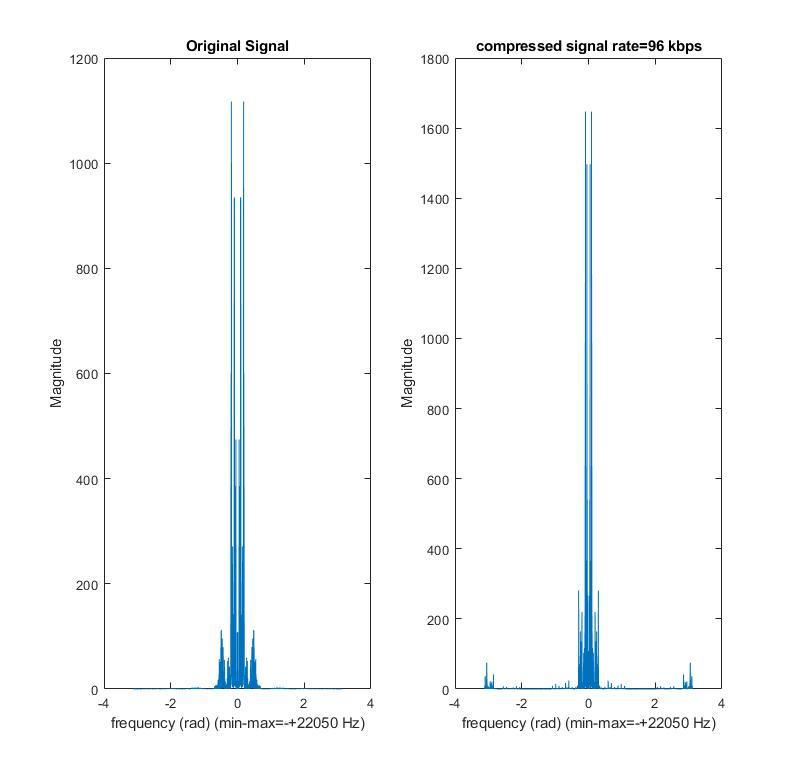 Original Signal
1200
1000
800
600
400
200
0
Magnitude
-4 -2 0 2 4
frequency (rad) (min-max=-+22050 Hz)
compressed signal rate=96 kbps
1800
1600
1400
1200
1000
800
600
400
200
0
Magnitude
-4 -2 0 2 4
frequency (rad) (min-max=-+22050 Hz)